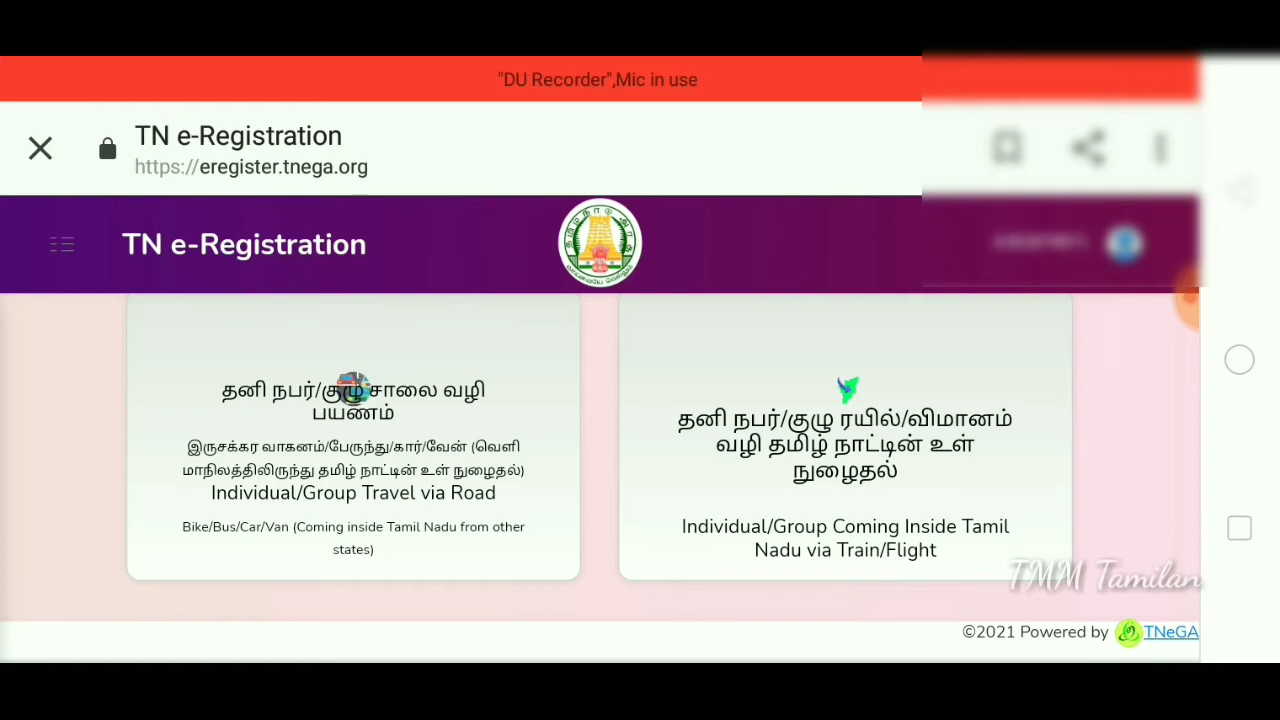 "DU Recorder",Mic in use
TN e-Registration
https://eregister.tnega.org
TN e-Registration
தமிழ்நாடு அரசு
வாய்மையே வெல்லும்
தனி நபர்/குழு சாலை வழி
பயணம்
இருசக்கர வாகனம்/பேருந்து/கார்/வேன் (வெளி
மாநிலத்திலிருந்து தமிழ் நாட்டின் உள் நுழைதல்)
Individual/Group Travel via Road
Bike/Bus/Car/Van (Coming inside Tamil Nadu from other
states)
தனி நபர்/குழு ரயில்/விமானம்
வழி தமிழ் நாட்டின் உள்
நுழைதல்
Individual/Group Coming Inside Tamil
Nadu via Train/Flight
TMM Tamilan
©2021 Powered by TNeGA